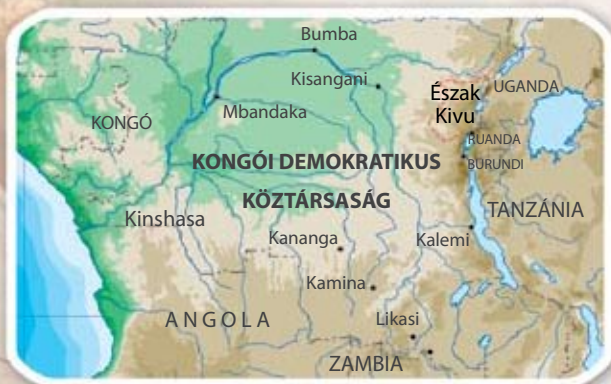 Bumba
Kisangani
UGANDA
Észak
Kivu
Mbandaka
KONGÓ
RUANDA
KONGÓI DEMOKRATIKUS
BURUNDI
KÖZTÁRSASÁG
TANZÁNIA
Kinshasa
Kananga
Kalemi
Kamina
ANGOLA
Likasi
ZAMBIA